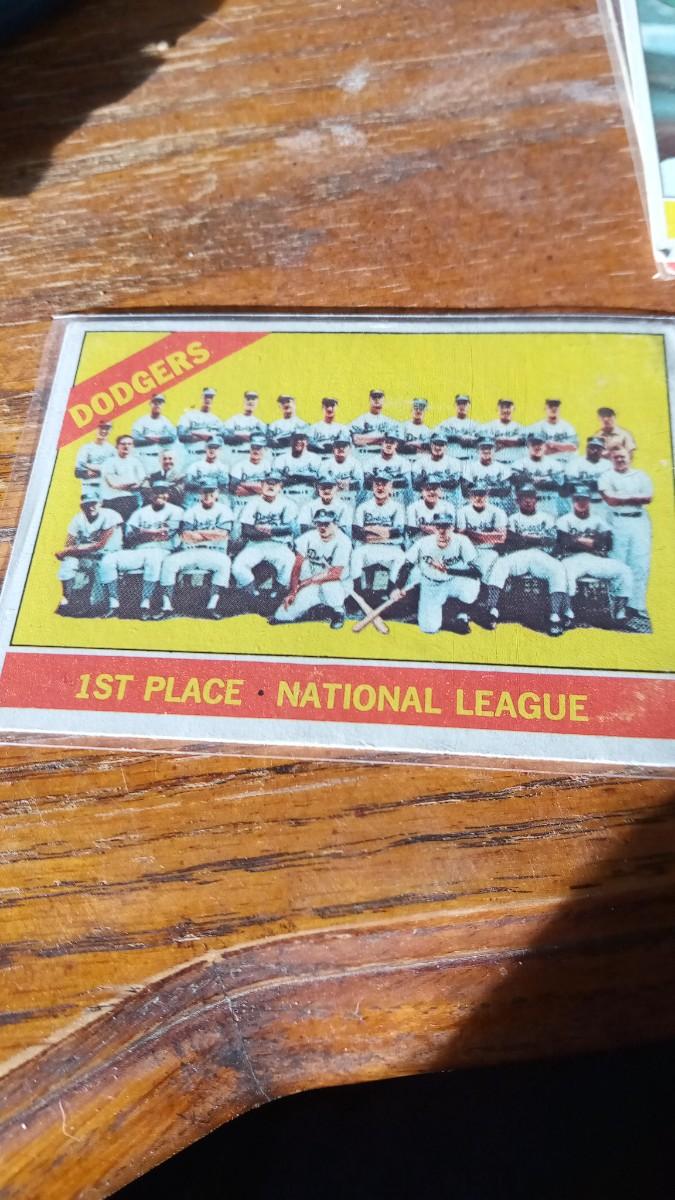 DODGERS
1ST PLACE · NATIONAL LEAGUE